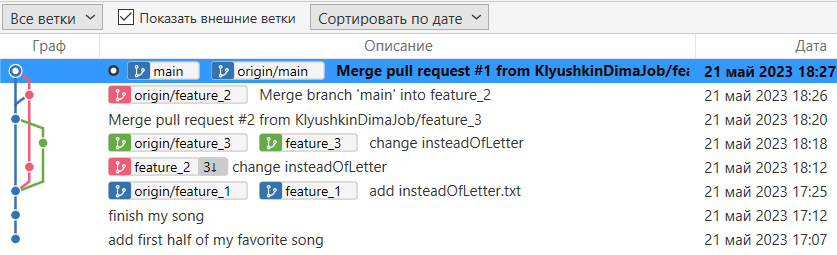 Все ветки Показать внешние ветки Сортировать по дате
Граф Описание Дата
main origin/main Merge pull request #1 from KlyushkinDimaJob/fea 21 май 2023 18:27
origin/feature_2 Merge branch 'main' into feature_2 21 май 2023 18:26
Merge pull request #2 from KlyushkinDimaJob/feature_3 21 май 2023 18:20
origin/feature_3 feature_3 change insteadOfLetter 21 май 2023 18:18
feature_2 3↓ change insteadOfLetter 21 май 2023 18:12
origin/feature_1 feature_1 add insteadOfLetter.txt 21 май 2023 17:25
finish my song 21 май 2023 17:12
add first half of my favorite song 21 май 2023 17:07